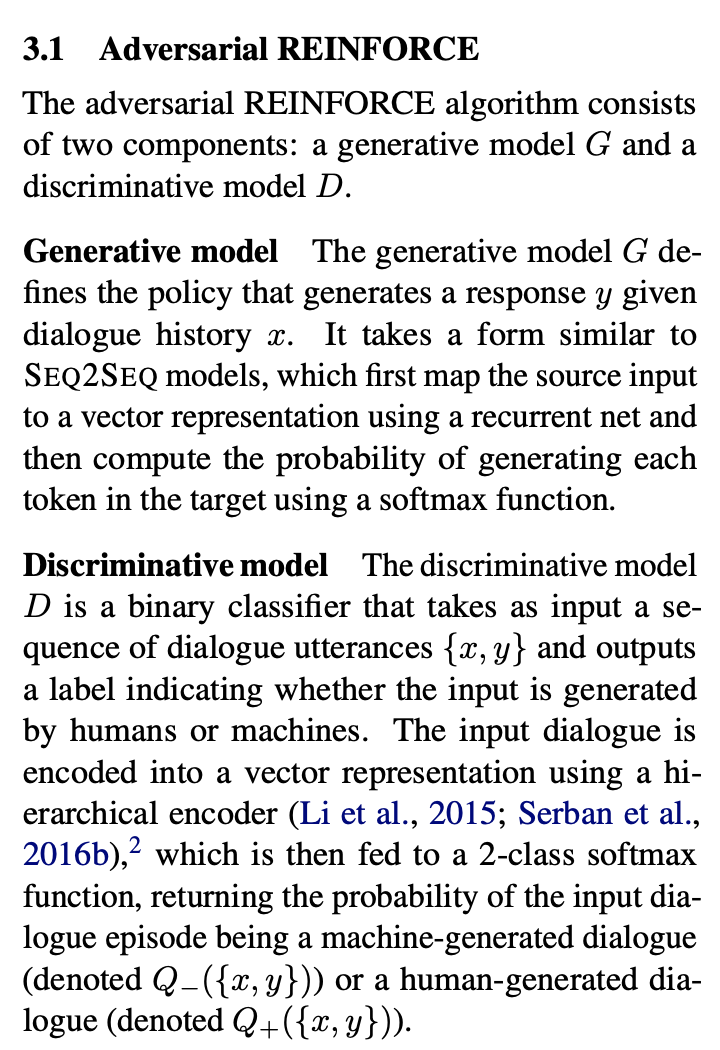 3.1 Adversarial REINFORCE
The adversarial REINFORCE algorithm consists
of two components: a generative model G and a
discriminative model D.
Generative model The generative model G de-
fines the policy that generates a response y given
dialogue history x. It takes a form similar to
SEQ2SEQ models, which first map the source input
to a vector representation using a recurrent net and
then compute the probability of generating each
token in the target using a softmax function.
Discriminative model The discriminative model
D is a binary classifier that takes as input a se-
quence of dialogue utterances {x, y} and outputs
a label indicating whether the input is generated
by humans or machines. The input dialogue is
encoded into a vector representation using a hi-
erarchical encoder (Li et al., 2015; Serban et al.,
2016b),² which is then fed to a 2-class softmax
function, returning the probability of the input dia-
logue episode being a machine-generated dialogue
(denoted Q₋({x, y})) or a human-generated dia-
logue (denoted Q₊({x, y})).